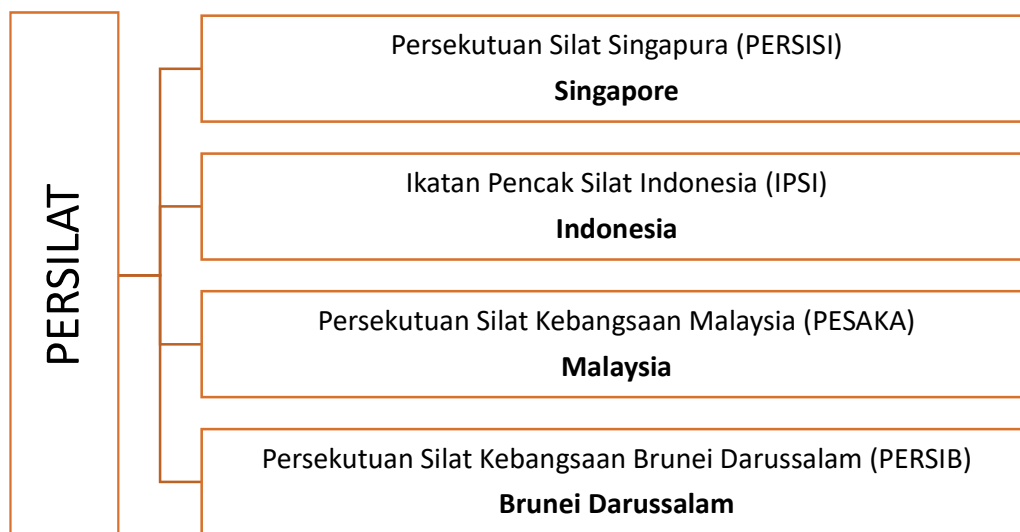 PERSILAT
Persekutuan Silat Singapura (PERSISI)
Singapore
Ikatan Pencak Silat Indonesia (IPSI)
Indonesia
Persekutuan Silat Kebangsaan Malaysia (PESAKA)
Malaysia
Persekutuan Silat Kebangsaan Brunei Darussalam (PERSIB)
Brunei Darussalam